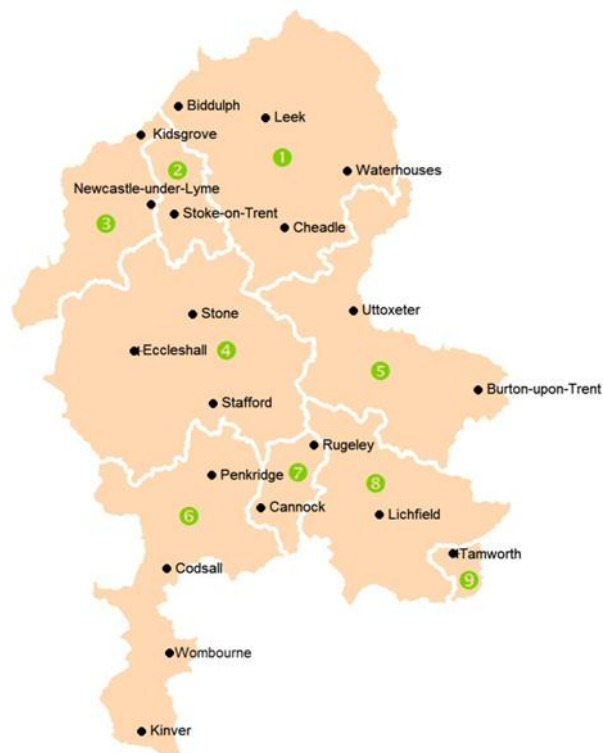 Biddulph
Leek
Kidsgrove
1
2
Waterhouses
Newcastle-under-Lyme
Stoke-on-Trent
3
Cheadle
Uttoxeter
Stone
Eccleshall
4
5
Burton-upon-Trent
Stafford
Rugeley
Penkridge
7
8
Cannock
6
Lichfield
Tamworth
Codsall
9
Wombourne
Kinver